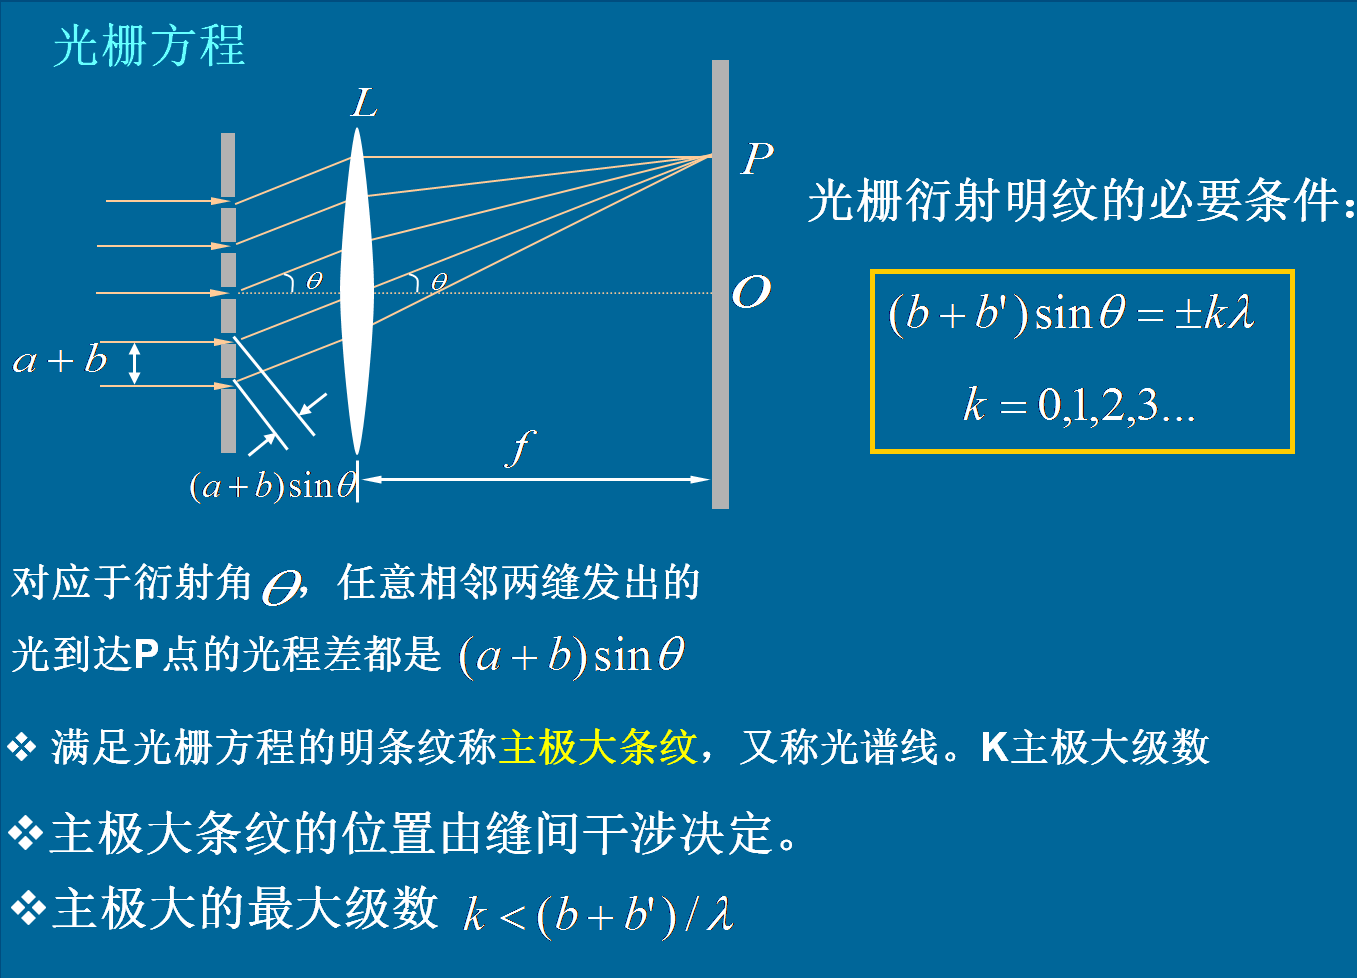 光栅方程
L
P
θ
θ
O
a + b
(a + b)sinθ
f
光栅衍射明纹的必要条件：
(b + b')sinθ = ±kλ
k = 0,1,2,3...
对应于衍射角θ，任意相邻两缝发出的
光到达P点的光程差都是 (a + b)sinθ
❖ 满足光栅方程的明条纹称主极大条纹，又称光谱线。K主极大级数
❖主极大条纹的位置由缝间干涉决定。
❖主极大的最大级数 k < (b + b') / λ